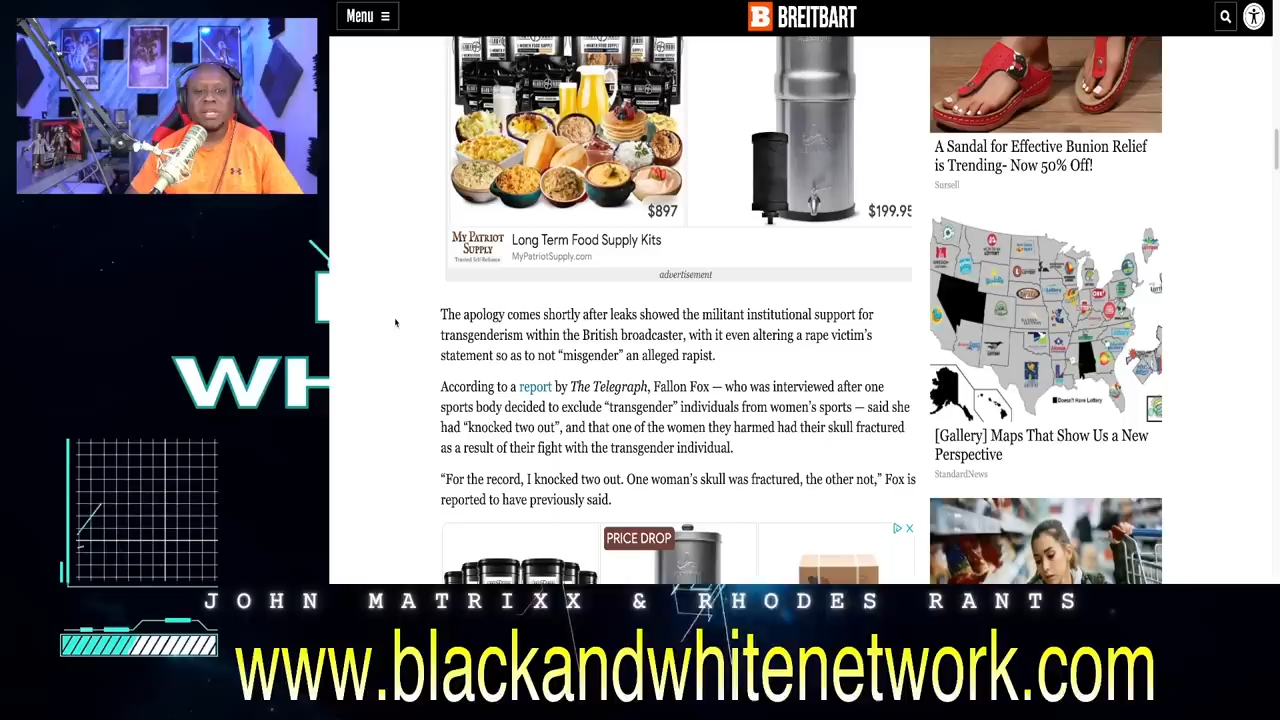 Menu
BREITBART
$897
$199.95
MY PATRIOT
SUPPLY
Trusted Self-Reliance
Long Term Food Supply Kits
MyPatriotSupply.com
advertisement
The apology comes shortly after leaks showed the militant institutional support for
transgenderism within the British broadcaster, with it even altering a rape victim's
statement so as to not “misgender” an alleged rapist.
According to a report by The Telegraph, Fallon Fox — who was interviewed after one
sports body decided to exclude “transgender” individuals from women's sports — said she
had “knocked two out”, and that one of the women they harmed had their skull fractured
as a result of their fight with the transgender individual.
“For the record, I knocked two out. One woman's skull was fractured, the other not,” Fox is
reported to have previously said.
PRICE DROP
A Sandal for Effective Bunion Relief
is Trending- Now 50% Off!
Sursell
Doesn't Have Lottery
[Gallery] Maps That Show Us a New
Perspective
StandardNews
WH
JOHN MATRIXX & RHODES RANTS
www.blackandwhitenetwork.com